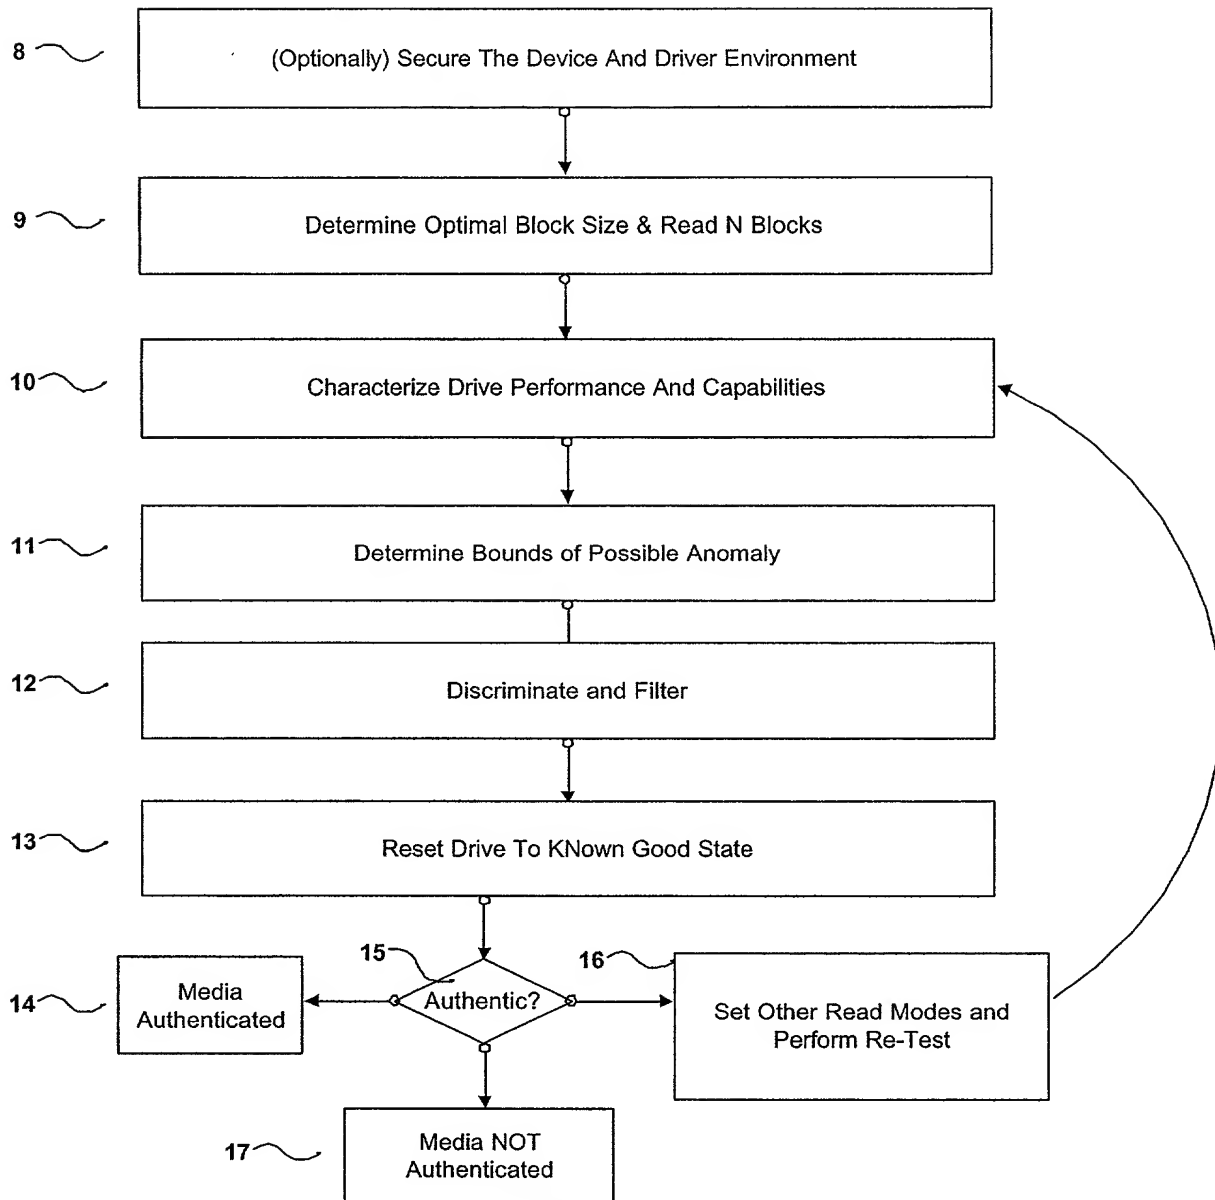 8
(Optionally) Secure The Device And Driver Environment
9
Determine Optimal Block Size & Read N Blocks
10
Characterize Drive Performance And Capabilities
11
Determine Bounds of Possible Anomaly
12
Discriminate and Filter
13
Reset Drive To KNown Good State
15
16
14
Media
Authenticated
Authentic?
Set Other Read Modes and
Perform Re-Test
17
Media NOT
Authenticated